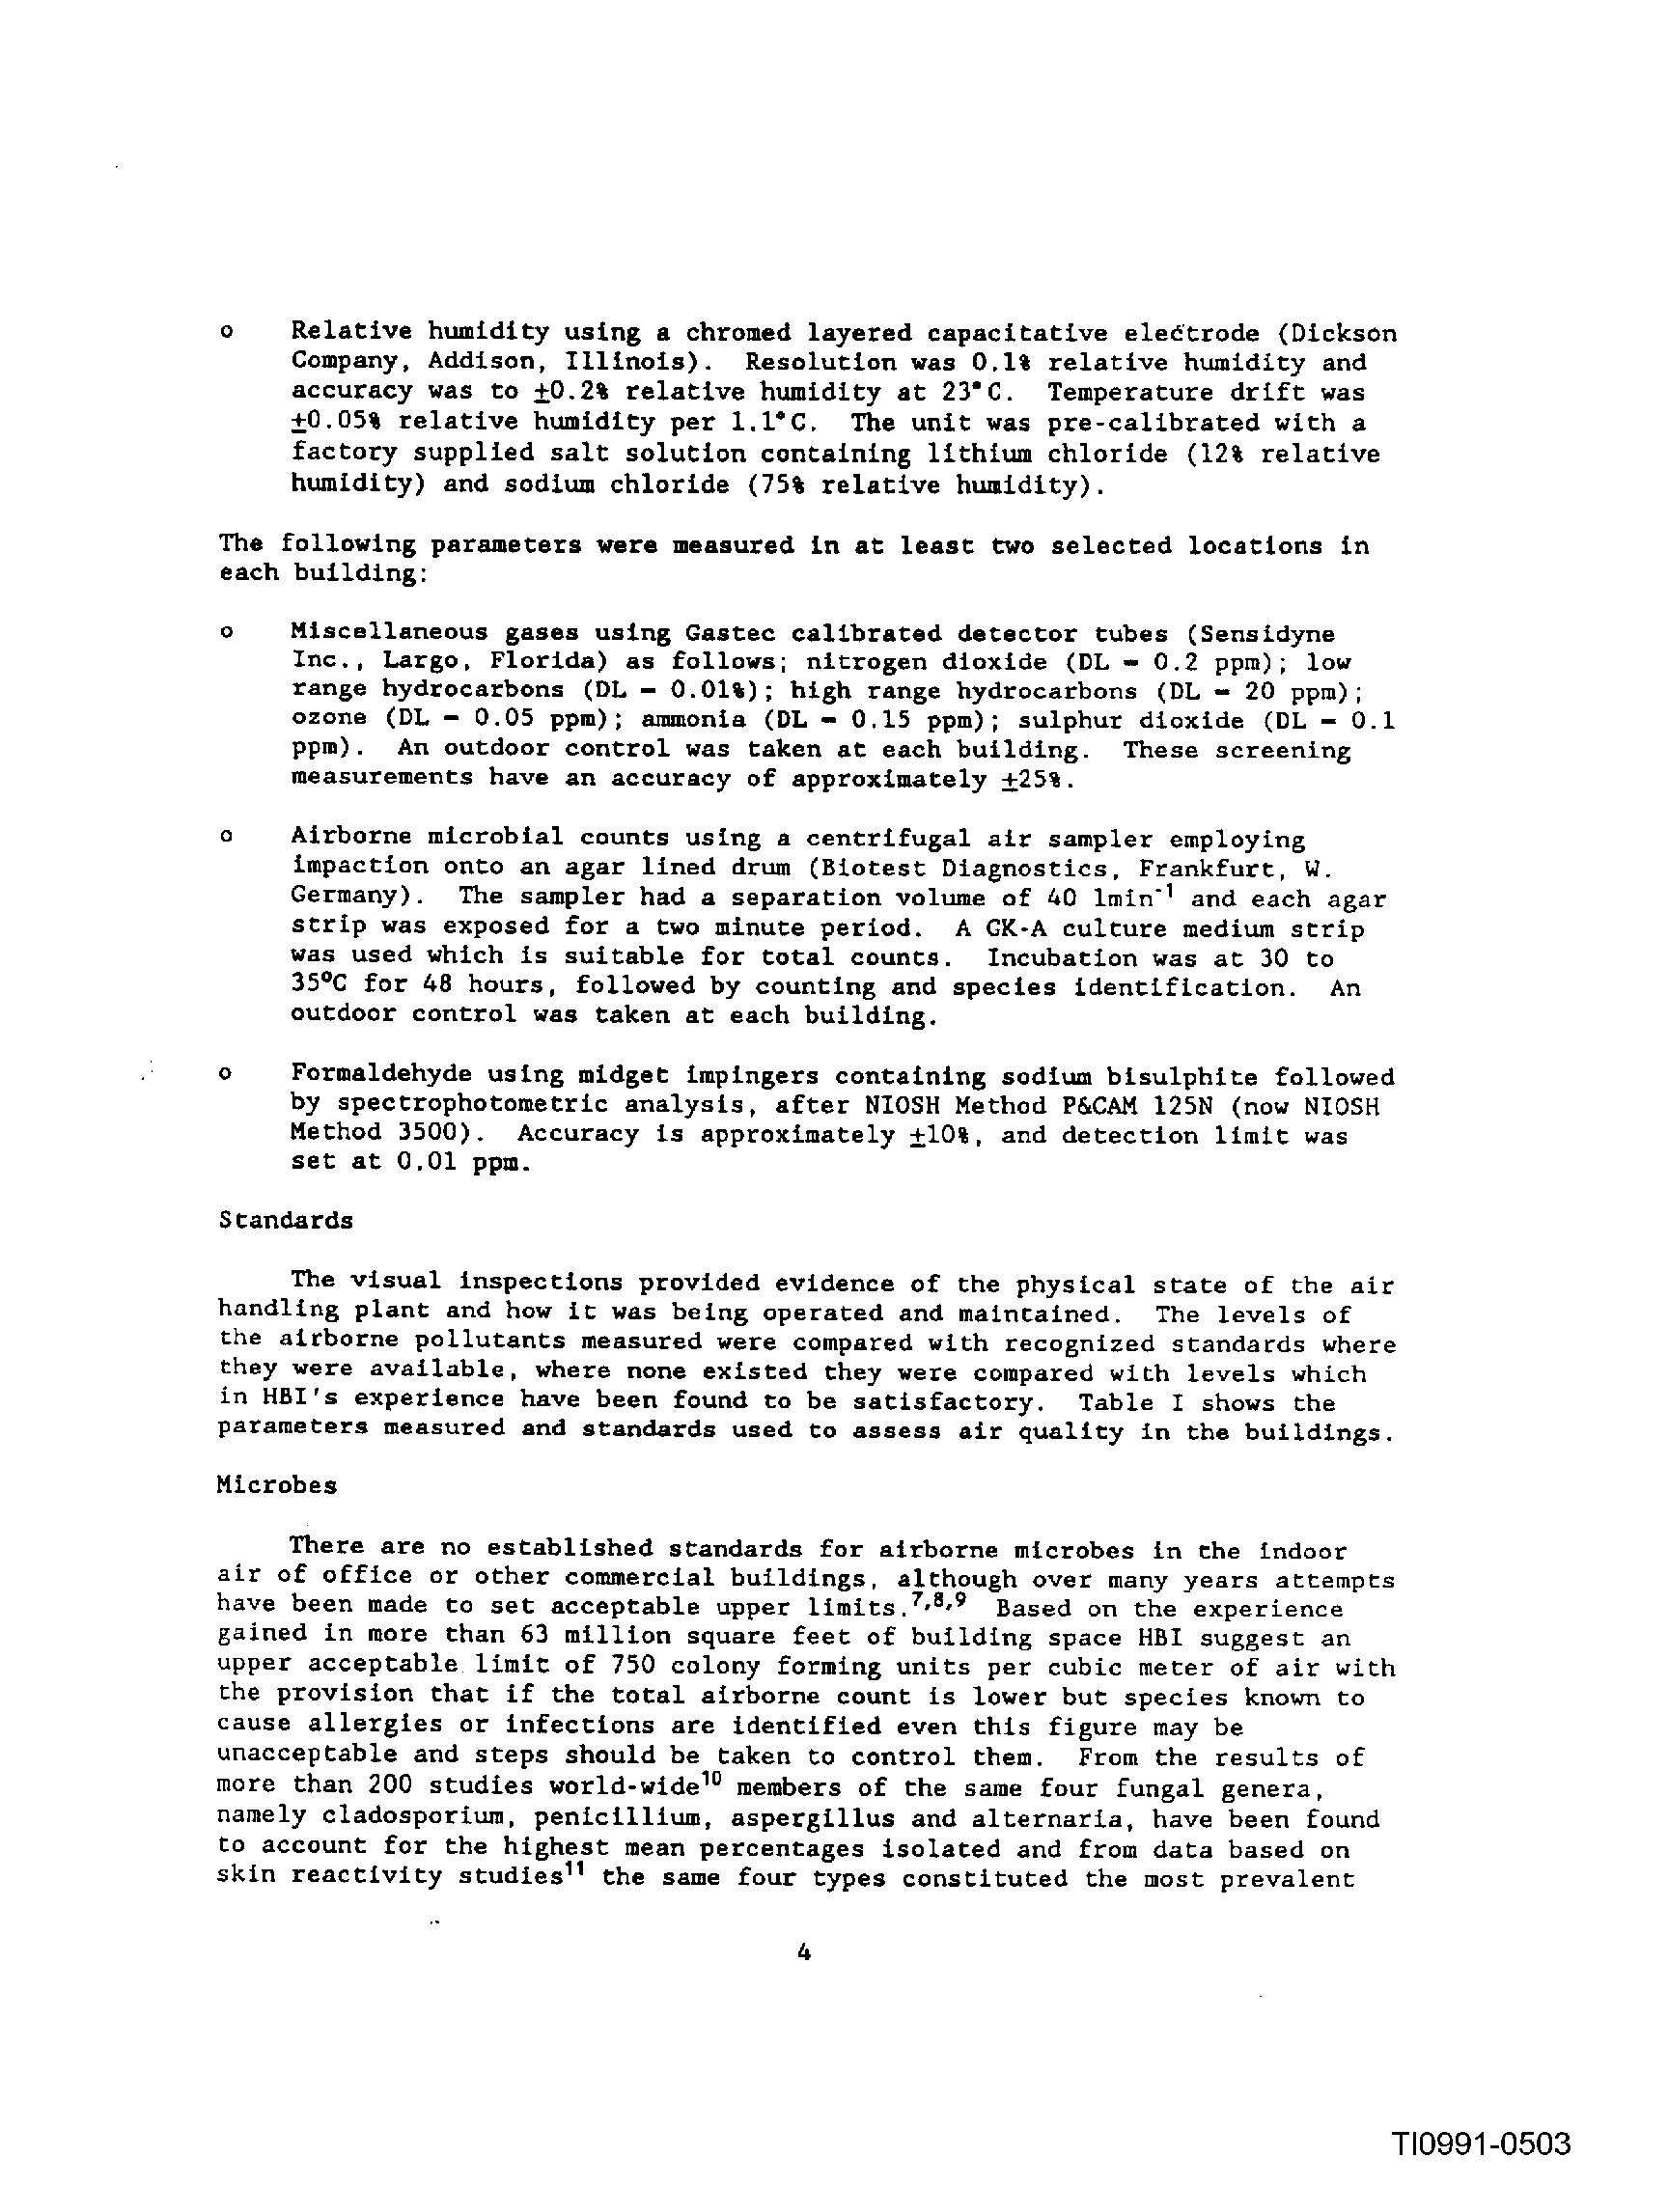 o Relative humidity using a chromed layered capacitative electrode (Dickson
Company, Addison, Illinois). Resolution was 0.1% relative humidity and
accuracy was to ±0.2% relative humidity at 23°C. Temperature drift was
±0.05% relative humidity per 1.1°C. The unit was pre-calibrated with a
factory supplied salt solution containing lithium chloride (12% relative
humidity) and sodium chloride (75% relative humidity).
The following parameters were measured in at least two selected locations in
each building:
o Miscellaneous gases using Gastec calibrated detector tubes (Sensidyne
Inc., Largo, Florida) as follows; nitrogen dioxide (DL = 0.2 ppm); low
range hydrocarbons (DL = 0.01%); high range hydrocarbons (DL = 20 ppm);
ozone (DL = 0.05 ppm); ammonia (DL = 0.15 ppm); sulphur dioxide (DL = 0.1
ppm). An outdoor control was taken at each building. These screening
measurements have an accuracy of approximately ±25%.
o Airborne microbial counts using a centrifugal air sampler employing
impaction onto an agar lined drum (Biotest Diagnostics, Frankfurt, W.
Germany). The sampler had a separation volume of 40 lmin⁻¹ and each agar
strip was exposed for a two minute period. A GK-A culture medium strip
was used which is suitable for total counts. Incubation was at 30 to
35°C for 48 hours, followed by counting and species identification. An
outdoor control was taken at each building.
o Formaldehyde using midget impingers containing sodium bisulphite followed
by spectrophotometric analysis, after NIOSH Method P&CAM 125N (now NIOSH
Method 3500). Accuracy is approximately ±10%, and detection limit was
set at 0.01 ppm.
Standards
The visual inspections provided evidence of the physical state of the air
handling plant and how it was being operated and maintained. The levels of
the airborne pollutants measured were compared with recognized standards where
they were available, where none existed they were compared with levels which
in HBI's experience have been found to be satisfactory. Table I shows the
parameters measured and standards used to assess air quality in the buildings.
Microbes
There are no established standards for airborne microbes in the indoor
air of office or other commercial buildings, although over many years attempts
have been made to set acceptable upper limits.⁷,⁸,⁹ Based on the experience
gained in more than 63 million square feet of building space HBI suggest an
upper acceptable limit of 750 colony forming units per cubic meter of air with
the provision that if the total airborne count is lower but species known to
cause allergies or infections are identified even this figure may be
unacceptable and steps should be taken to control them. From the results of
more than 200 studies world-wide¹⁰ members of the same four fungal genera,
namely cladosporium, penicillium, aspergillus and alternaria, have been found
to account for the highest mean percentages isolated and from data based on
skin reactivity studies¹¹ the same four types constituted the most prevalent
4
TI0991-0503